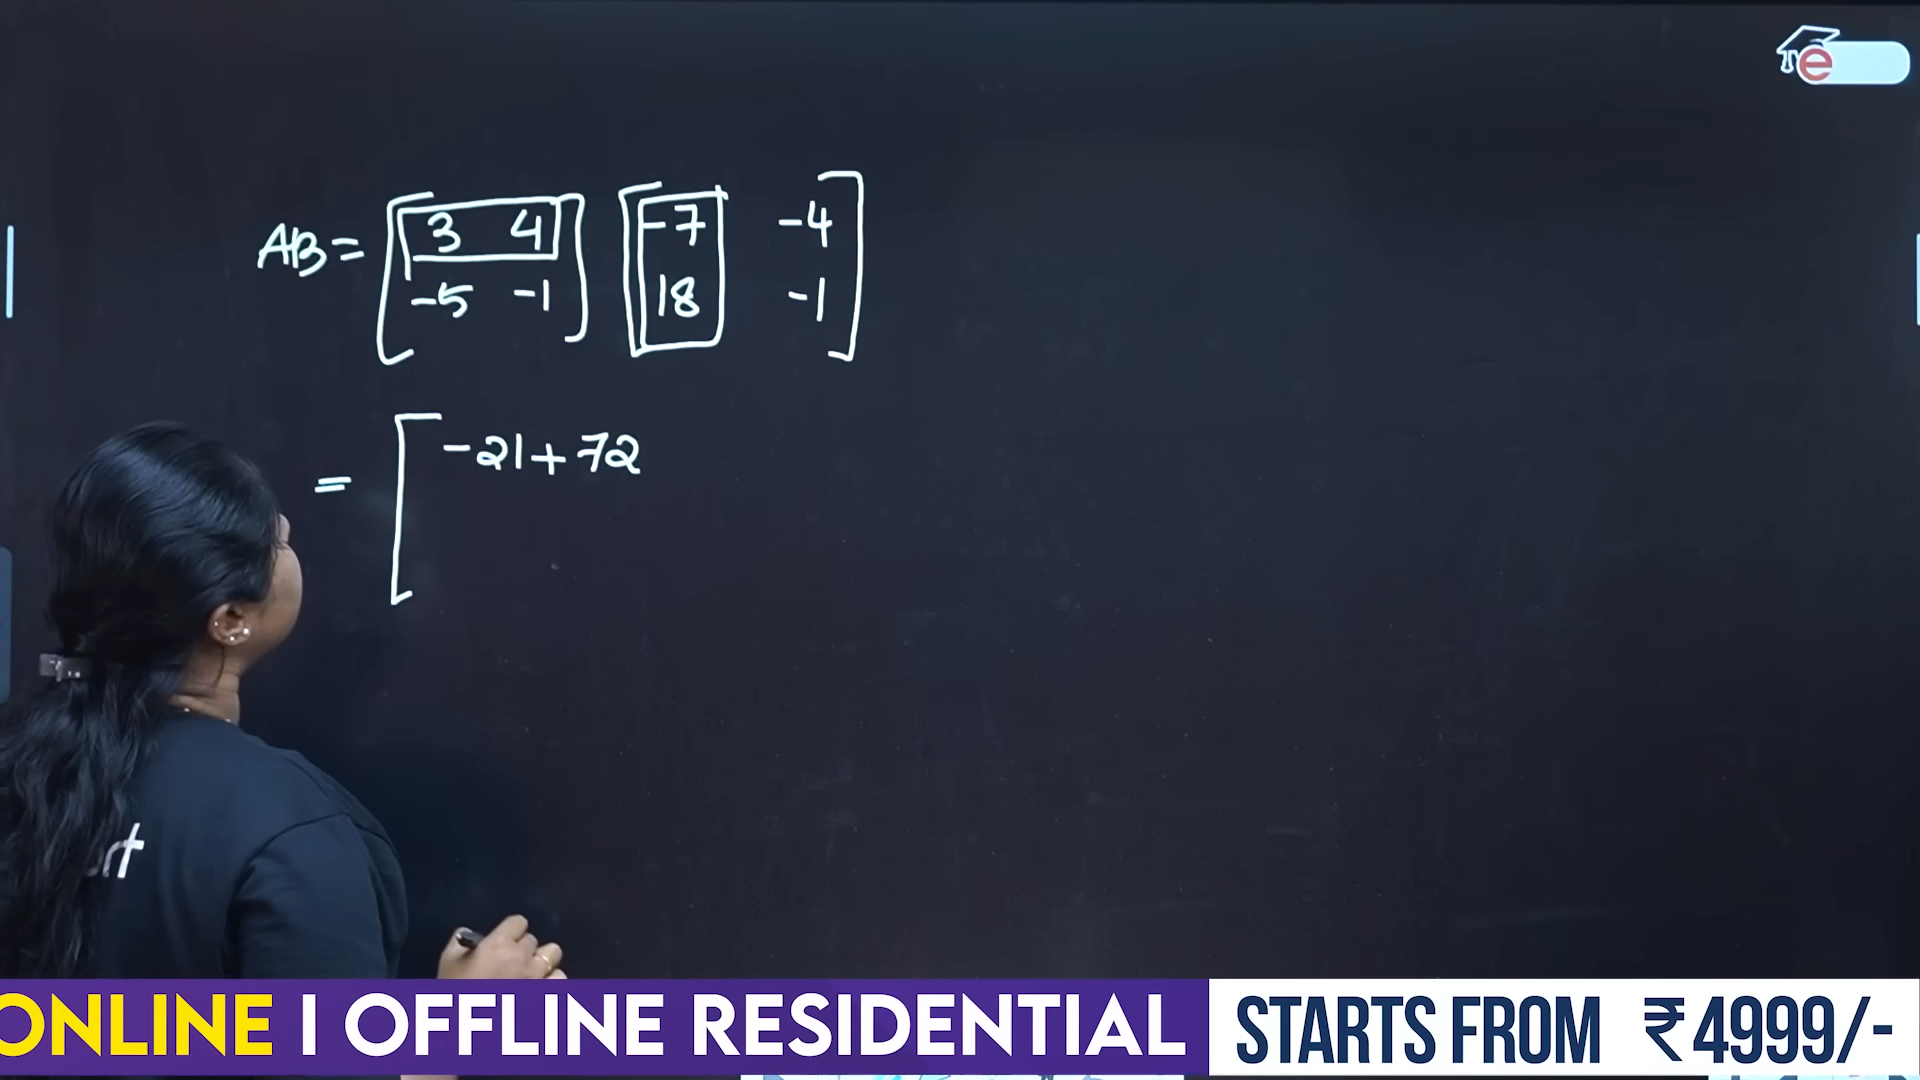 e
AB = [ 3 4 ] [ -7 -4 ]
[ -5 -1 ] [ 18 -1 ]
= [ -21 + 72
ONLINE | OFFLINE RESIDENTIAL STARTS FROM ₹4999/-